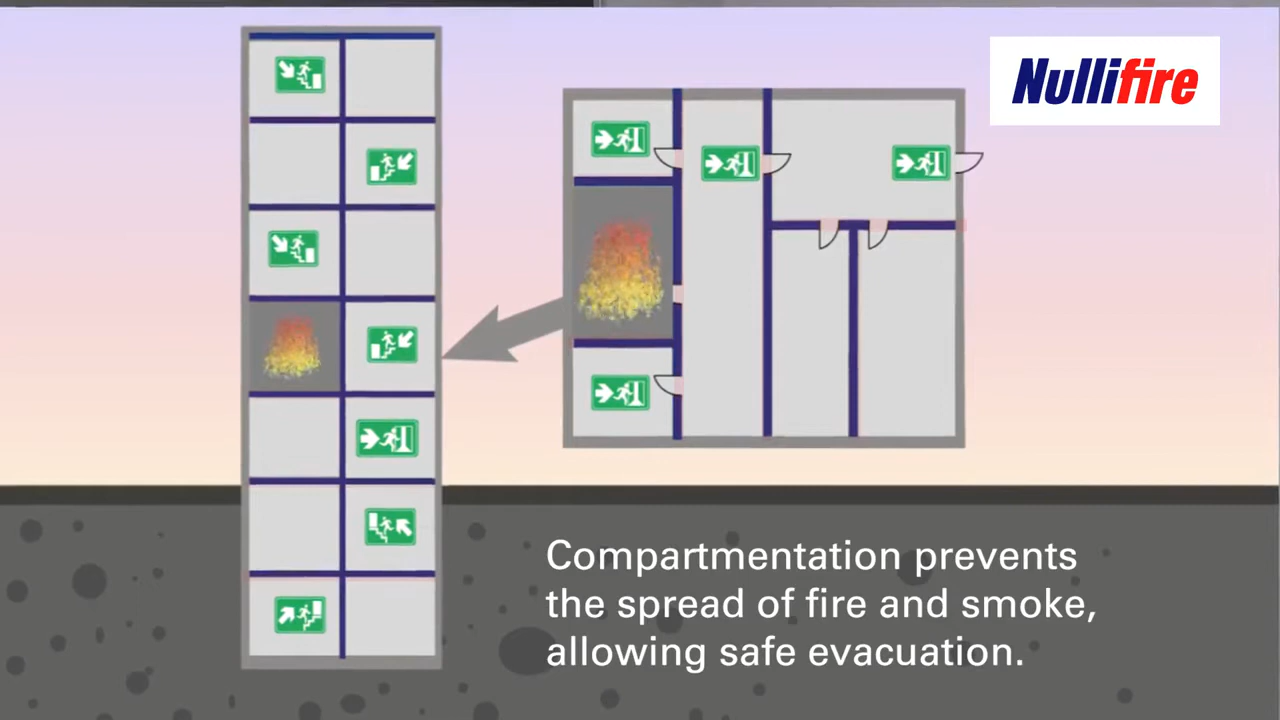 Nullifire
Compartmentation prevents
the spread of fire and smoke,
allowing safe evacuation.